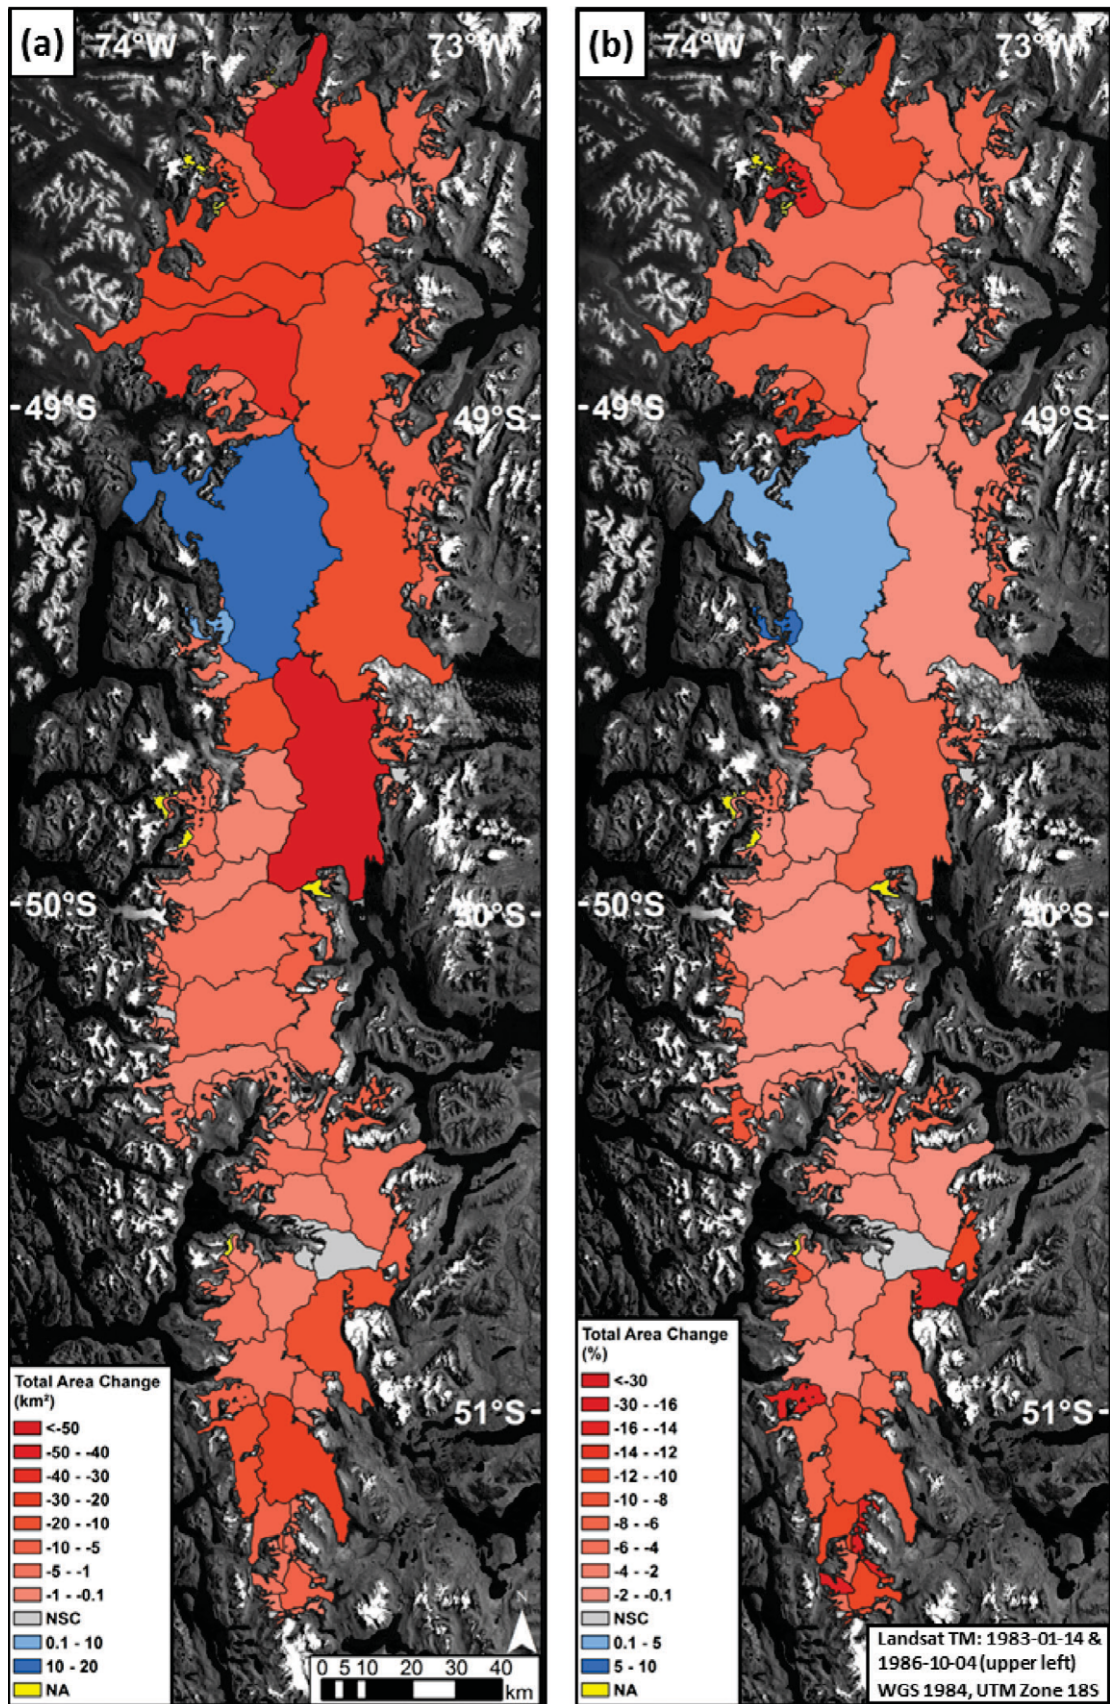 (a)
74°W
73°W
49°S
49°S
50°S
50°S
51°S
Total Area Change
(km²)
<-50
-50 - -40
-40 - -30
-30 - -20
-20 - -10
-10 - -5
-5 - -1
-1 - -0.1
NSC
0.1 - 10
10 - 20
NA
N
0 5 10 20 30 40
km
(b)
74°W
73°W
49°S
49°S
50°S
50°S
51°S
Total Area Change
(%)
<-30
-30 - -16
-16 - -14
-14 - -12
-12 - -10
-10 - -8
-8 - -6
-6 - -4
-4 - -2
-2 - -0.1
NSC
0.1 - 5
5 - 10
NA
Landsat TM: 1983-01-14 &
1986-10-04 (upper left)
WGS 1984, UTM Zone 18S